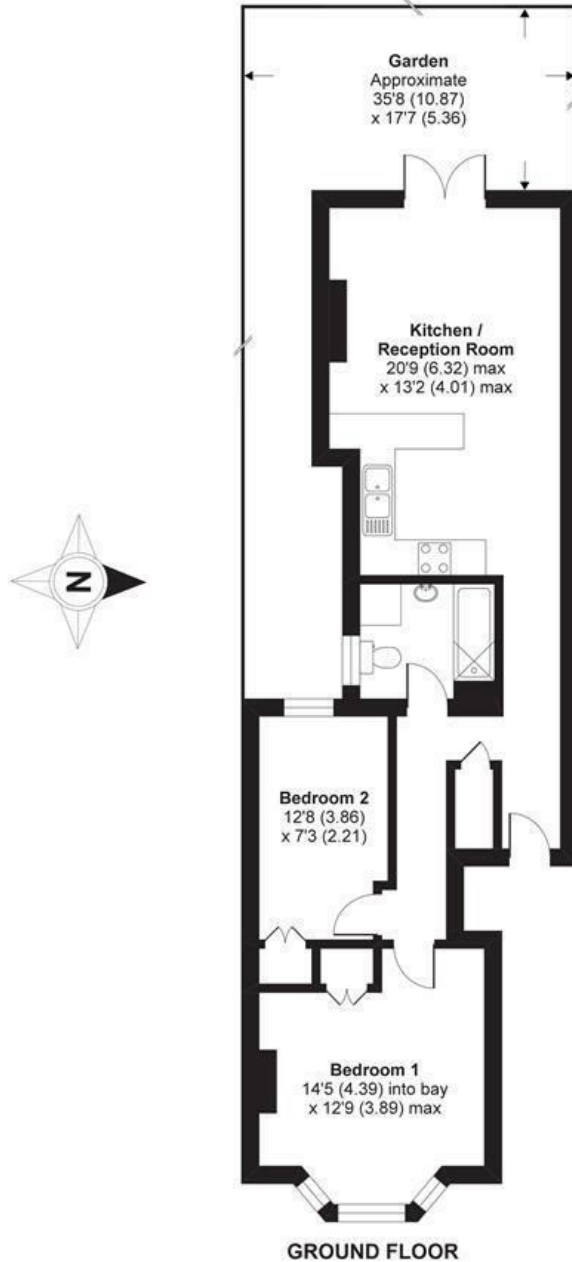 Garden
Approximate
35'8 (10.87)
x 17'7 (5.36)
Kitchen /
Reception Room
20'9 (6.32) max
x 13'2 (4.01) max
N
Bedroom 2
12'8 (3.86)
x 7'3 (2.21)
Bedroom 1
14'5 (4.39) into bay
x 12'9 (3.89) max
GROUND FLOOR